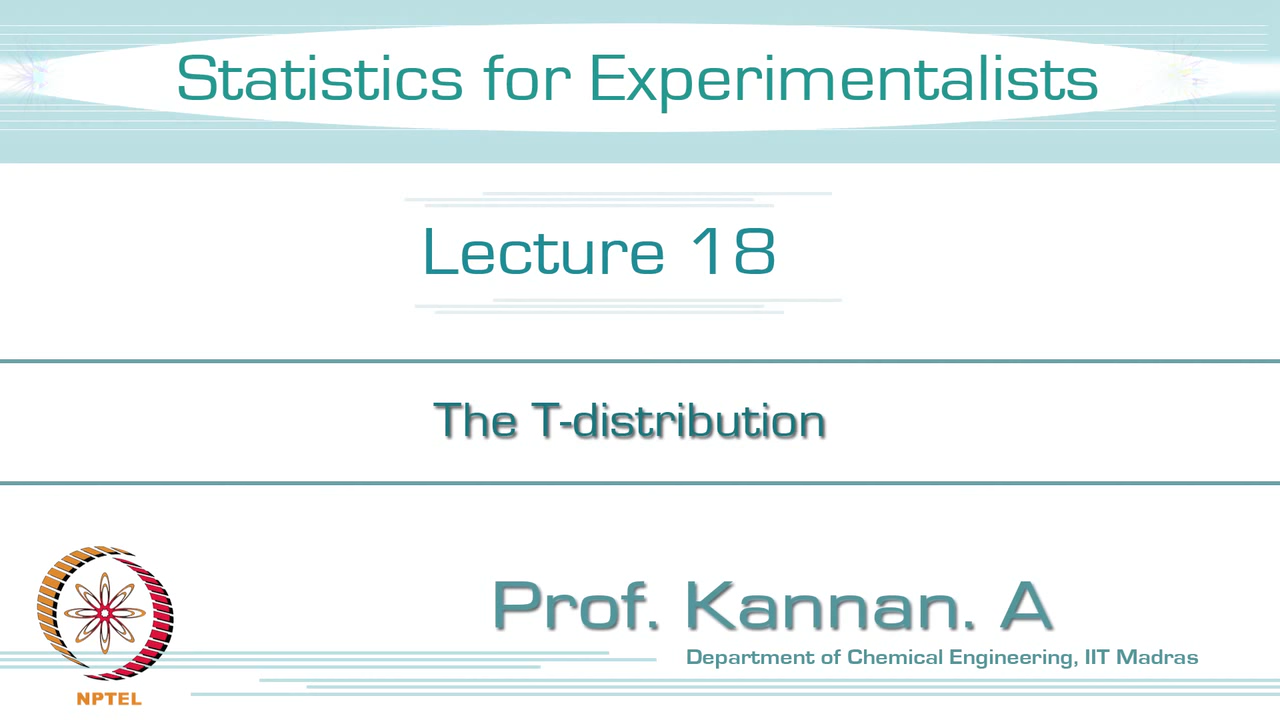 Statistics for Experimentalists
Lecture 18
The T-distribution
Prof. Kannan. A
Department of Chemical Engineering, IIT Madras
NPTEL